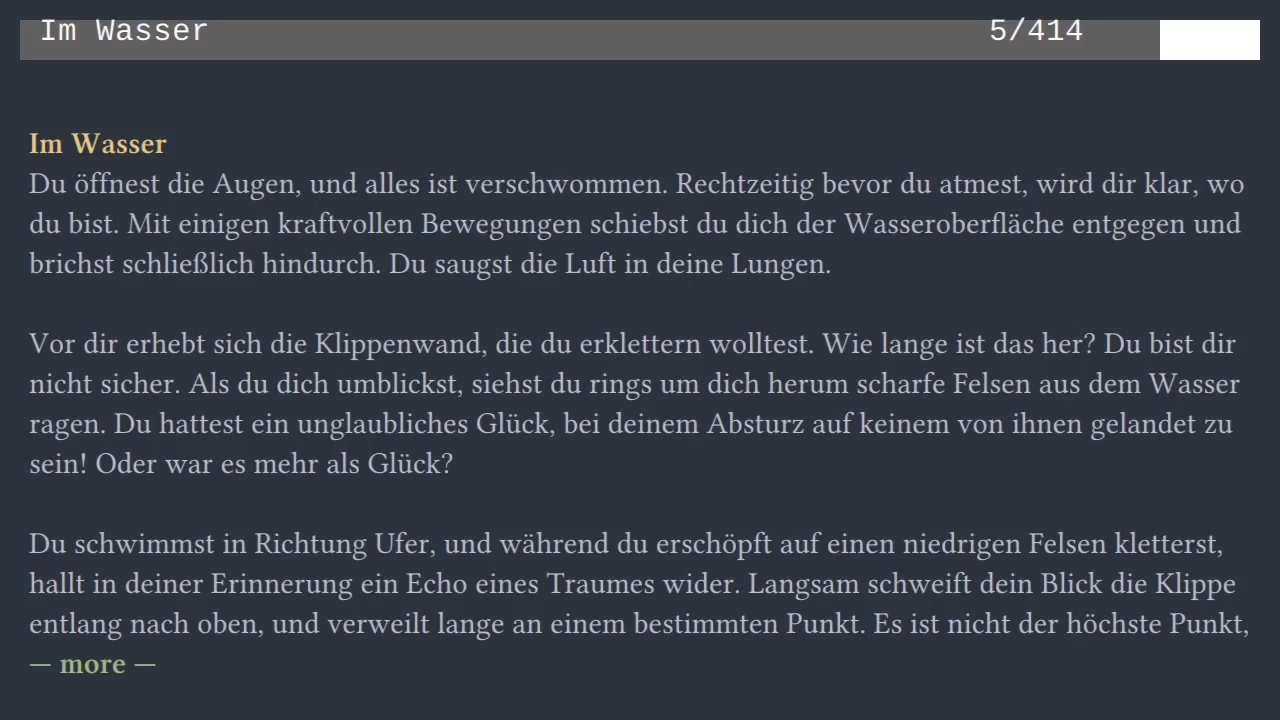 Im Wasser 5/414
Im Wasser
Du öffnest die Augen, und alles ist verschwommen. Rechtzeitig bevor du atmest, wird dir klar, wo
du bist. Mit einigen kraftvollen Bewegungen schiebst du dich der Wasseroberfläche entgegen und
brichst schließlich hindurch. Du saugst die Luft in deine Lungen.
Vor dir erhebt sich die Klippenwand, die du erklettern wolltest. Wie lange ist das her? Du bist dir
nicht sicher. Als du dich umblickst, siehst du rings um dich herum scharfe Felsen aus dem Wasser
ragen. Du hattest ein unglaubliches Glück, bei deinem Absturz auf keinem von ihnen gelandet zu
sein! Oder war es mehr als Glück?
Du schwimmst in Richtung Ufer, und während du erschöpft auf einen niedrigen Felsen kletterst,
hallt in deiner Erinnerung ein Echo eines Traumes wider. Langsam schweift dein Blick die Klippe
entlang nach oben, und verweilt lange an einem bestimmten Punkt. Es ist nicht der höchste Punkt,
— more —